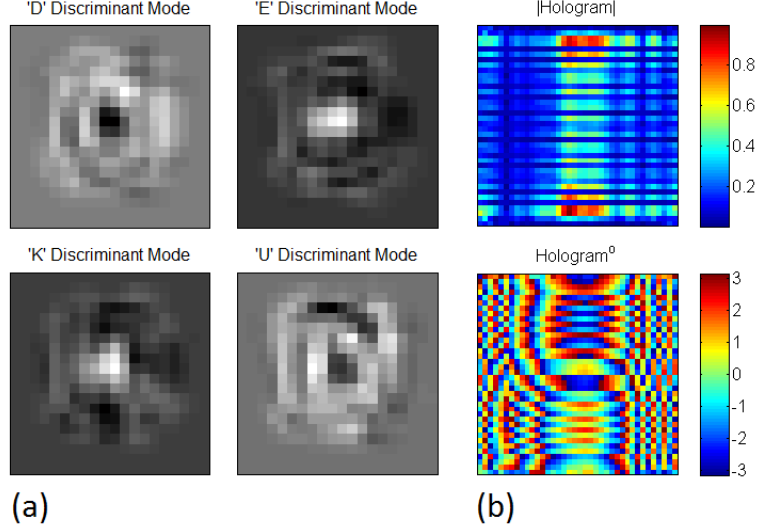 'D' Discriminant Mode
'E' Discriminant Mode
|Hologram|
0.8
0.6
0.4
0.2
'K' Discriminant Mode
'U' Discriminant Mode
Hologram⁰
3
2
1
0
-1
-2
-3
(a)
(b)